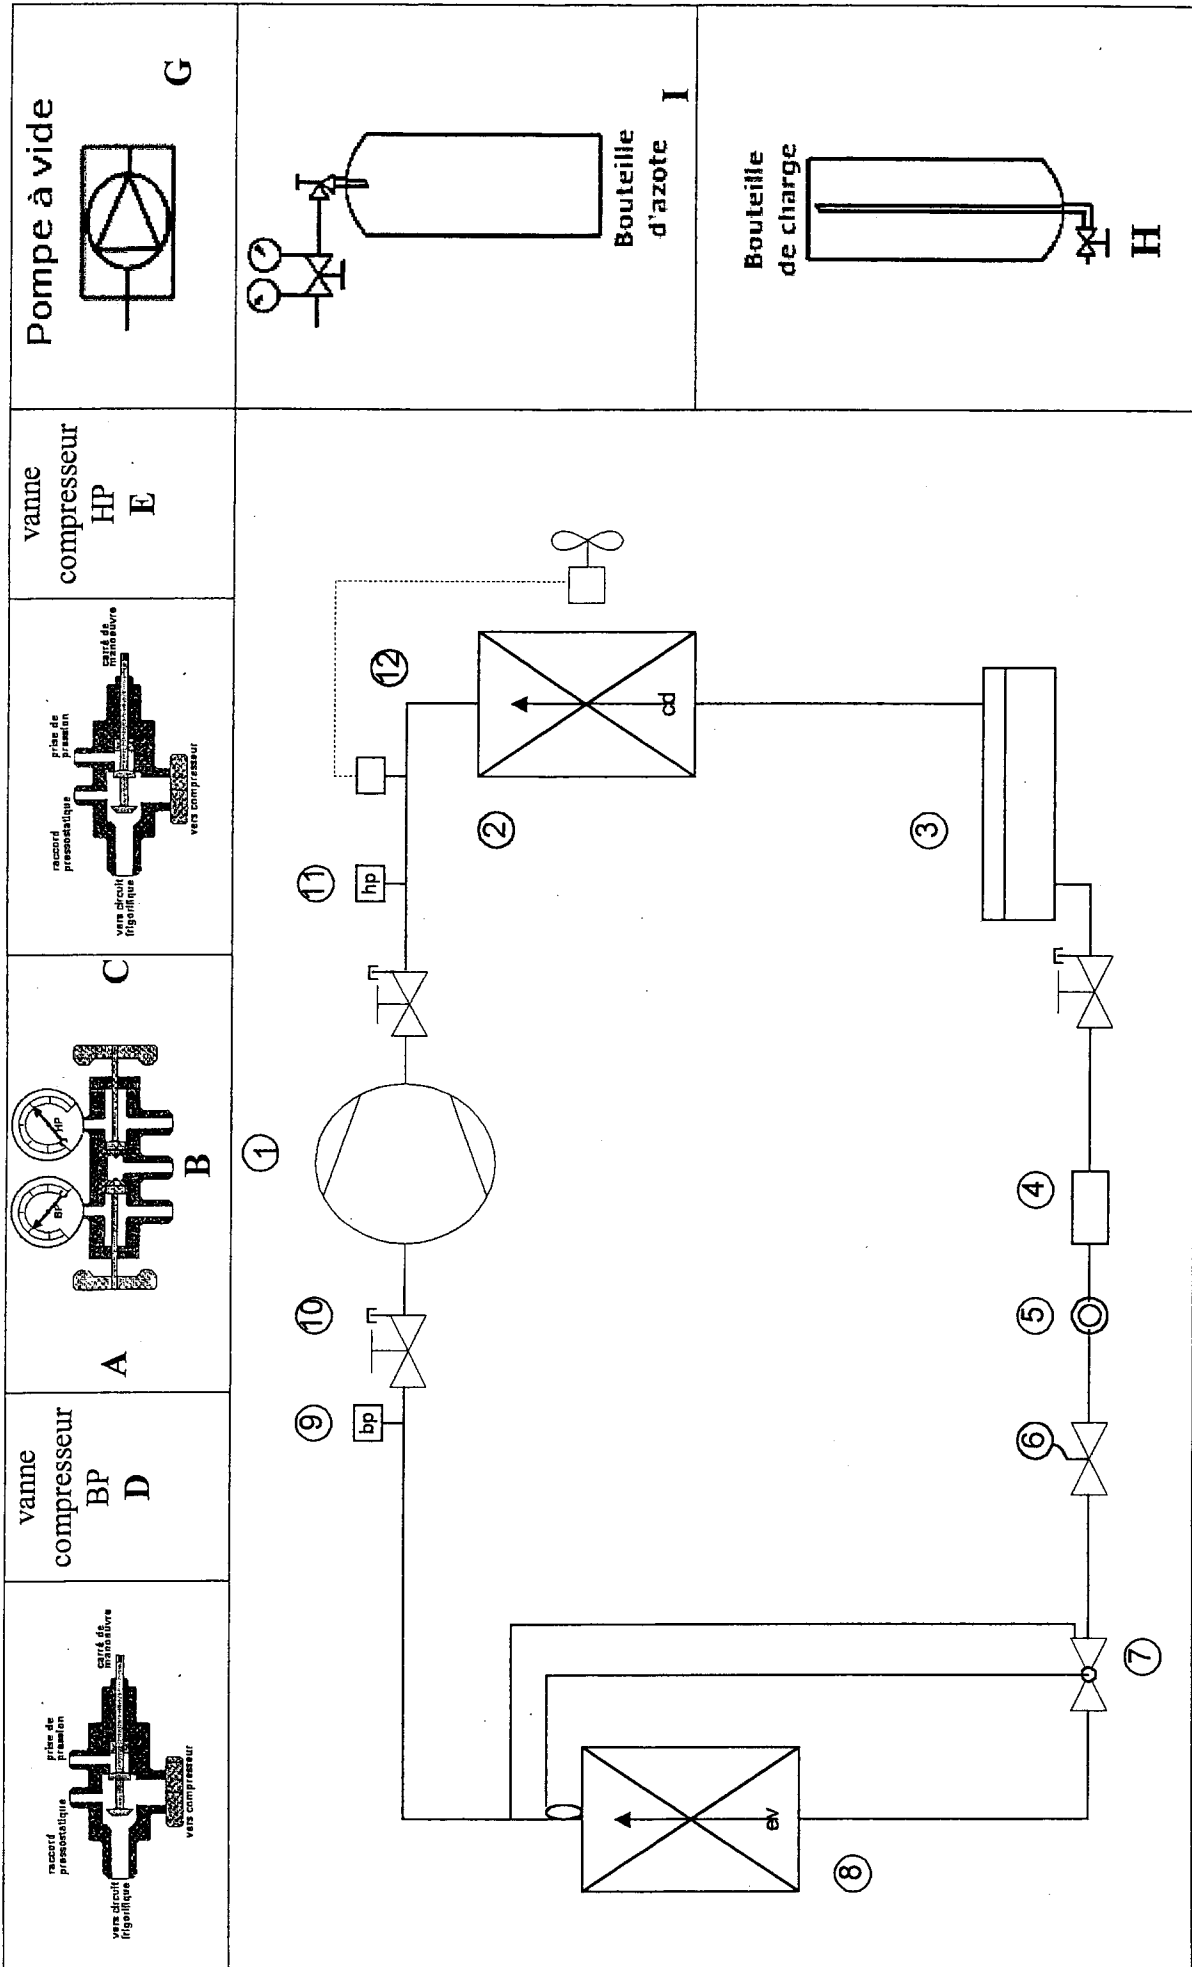 raccord
pressostatique
prise de
pression
carré de
manoeuvre
vers circuit
frigorifique
vers compresseur
vanne
compresseur
BP
D
A
BP
HP
B
C
raccord
pressostatique
prise de
pression
carré de
manoeuvre
vers circuit
frigorifique
vers compresseur
vanne
compresseur
HP
E
Pompe à vide
G
Bouteille
d'azote
I
Bouteille
de charge
H
1
9
bp
10
11
hp
12
2
cd
3
8
ev
7
6
5
4